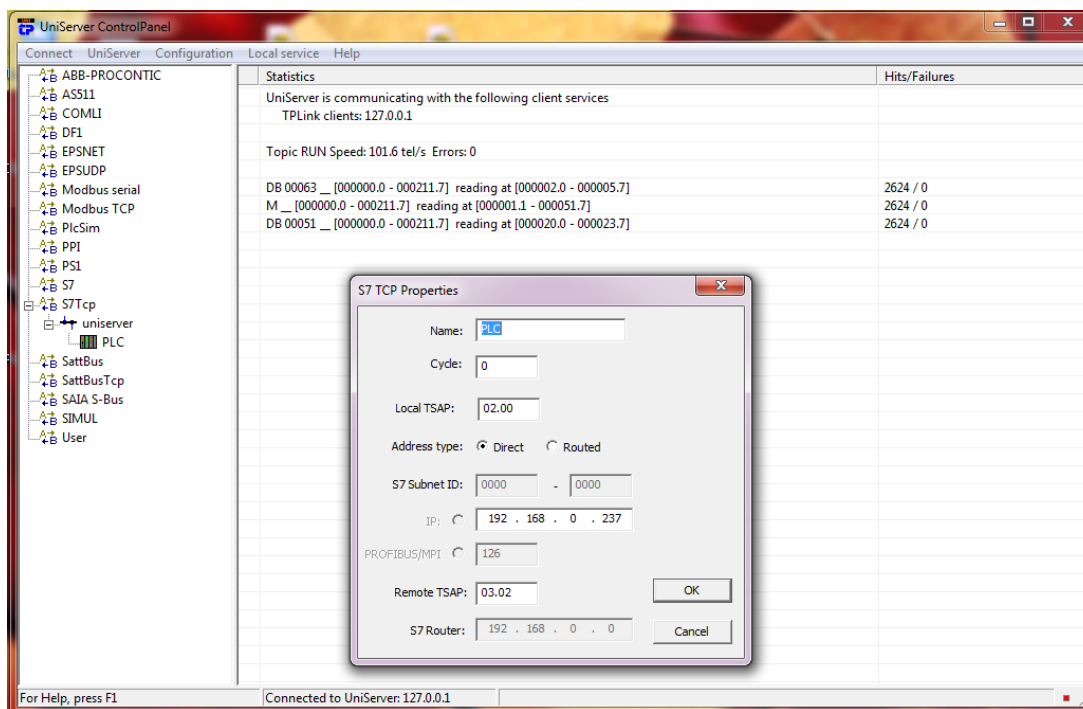 UniServer ControlPanel
Connect UniServer Configuration Local service Help
ABB-PROCONTIC
AS511
COMLI
DF1
EPSNET
EPSUDP
Modbus serial
Modbus TCP
PlcSim
PPI
PS1
S7
S7Tcp
uniserver
PLC
SattBus
SattBusTcp
SAIA S-Bus
SIMUL
User
Statistics Hits/Failures
UniServer is communicating with the following client services
TPLink clients: 127.0.0.1
Topic RUN Speed: 101.6 tel/s Errors: 0
DB 00063 __ [000000.0 - 000211.7] reading at [000002.0 - 000005.7] 2624 / 0
M __ [000000.0 - 000211.7] reading at [000001.1 - 000051.7] 2624 / 0
DB 00051 __ [000000.0 - 000211.7] reading at [000020.0 - 000023.7] 2624 / 0
S7 TCP Properties
Name: PLC
Cycle: 0
Local TSAP: 02.00
Address type: Direct Routed
S7 Subnet ID: 0000 - 0000
IP: 192 . 168 . 0 . 237
PROFIBUS/MPI 126
Remote TSAP: 03.02
OK
S7 Router: 192 . 168 . 0 . 0
Cancel
For Help, press F1
Connected to UniServer: 127.0.0.1